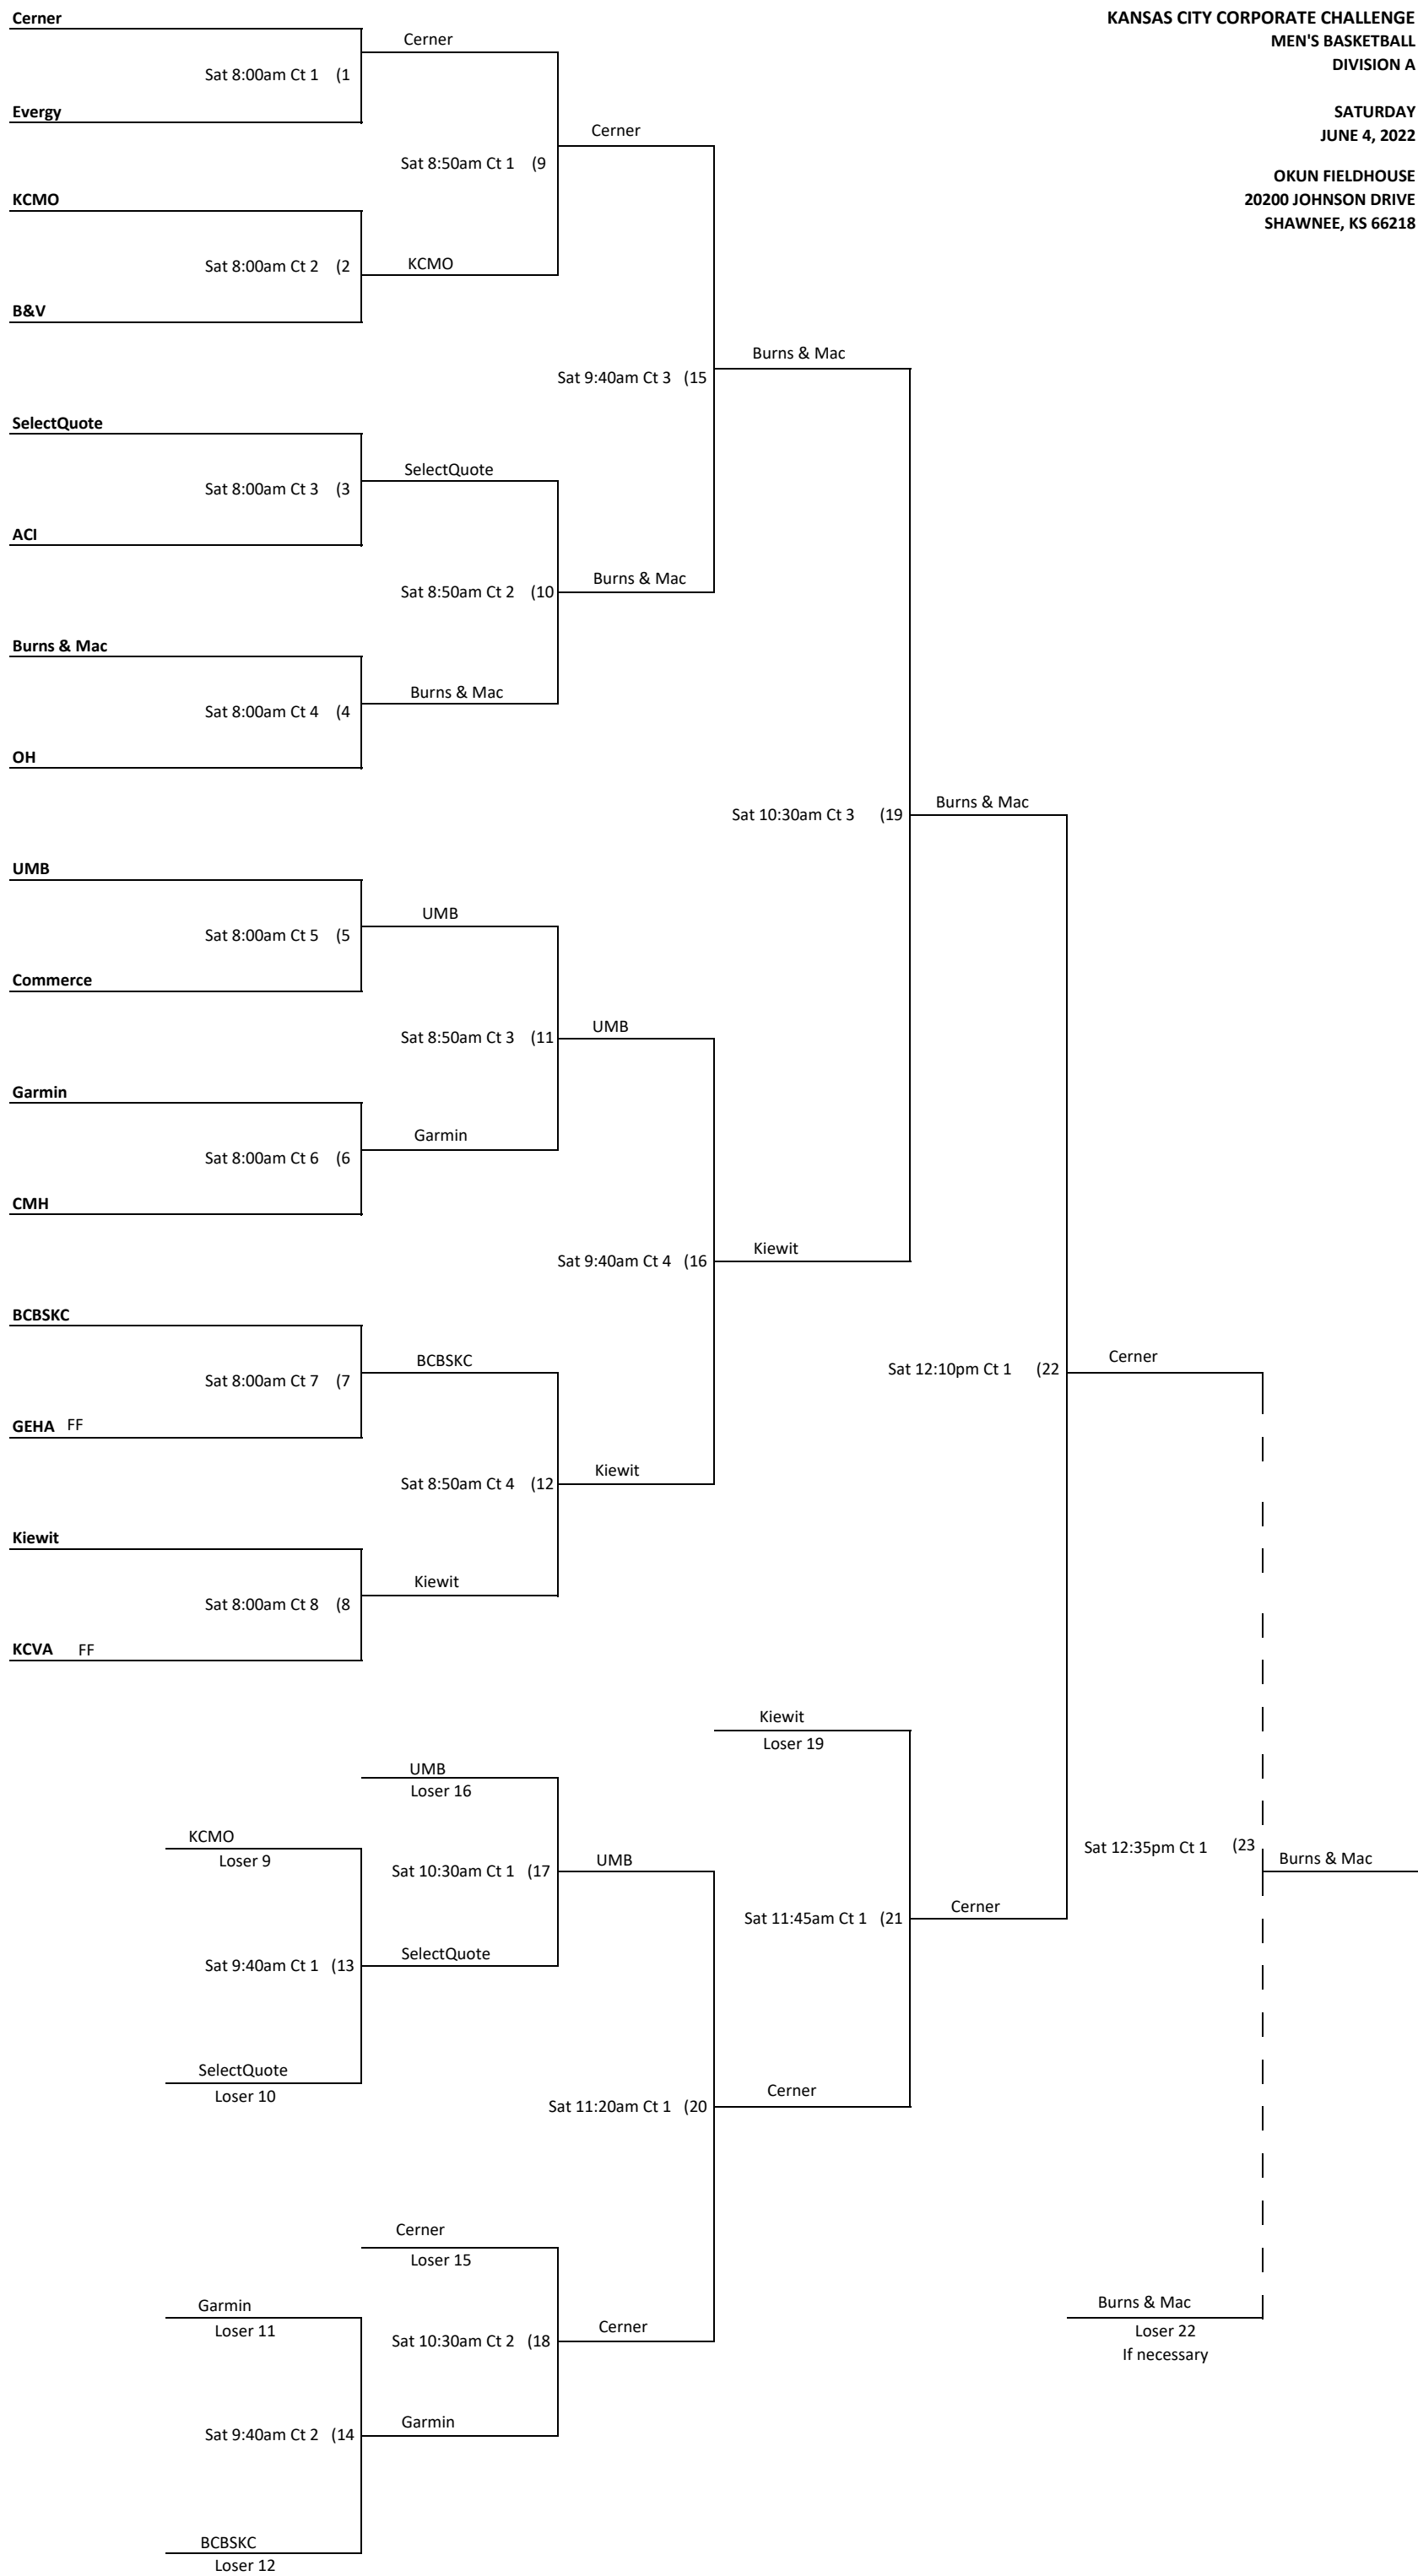 Cerner
KANSAS CITY CORPORATE CHALLENGE
MEN'S BASKETBALL
DIVISION A
SATURDAY
JUNE 4, 2022
OKUN FIELDHOUSE
20200 JOHNSON DRIVE
SHAWNEE, KS 66218
Cerner
Sat 8:00am Ct 1 (1
Evergy
Cerner
Sat 8:50am Ct 1 (9
KCMO
Sat 8:00am Ct 2 (2
KCMO
B&V
Burns & Mac
Sat 9:40am Ct 3 (15
SelectQuote
SelectQuote
Sat 8:00am Ct 3 (3
ACI
Burns & Mac
Sat 8:50am Ct 2 (10
Burns & Mac
Burns & Mac
Sat 8:00am Ct 4 (4
OH
Burns & Mac
Sat 10:30am Ct 3 (19
UMB
UMB
Sat 8:00am Ct 5 (5
Commerce
UMB
Sat 8:50am Ct 3 (11
Garmin
Garmin
Sat 8:00am Ct 6 (6
CMH
Kiewit
Sat 9:40am Ct 4 (16
BCBSKC
BCBSKC
Cerner
Sat 12:10pm Ct 1 (22
Sat 8:00am Ct 7 (7
GEHA FF
Kiewit
Sat 8:50am Ct 4 (12
Kiewit
Kiewit
Sat 8:00am Ct 8 (8
KCVA FF
Kiewit
Loser 19
UMB
Loser 16
KCMO
Loser 9
Sat 12:35pm Ct 1 (23
Burns & Mac
UMB
Sat 10:30am Ct 1 (17
Cerner
Sat 11:45am Ct 1 (21
SelectQuote
Sat 9:40am Ct 1 (13
SelectQuote
Loser 10
Cerner
Sat 11:20am Ct 1 (20
Cerner
Loser 15
Garmin
Loser 11
Burns & Mac
Loser 22
If necessary
Cerner
Sat 10:30am Ct 2 (18
Garmin
Sat 9:40am Ct 2 (14
BCBSKC
Loser 12